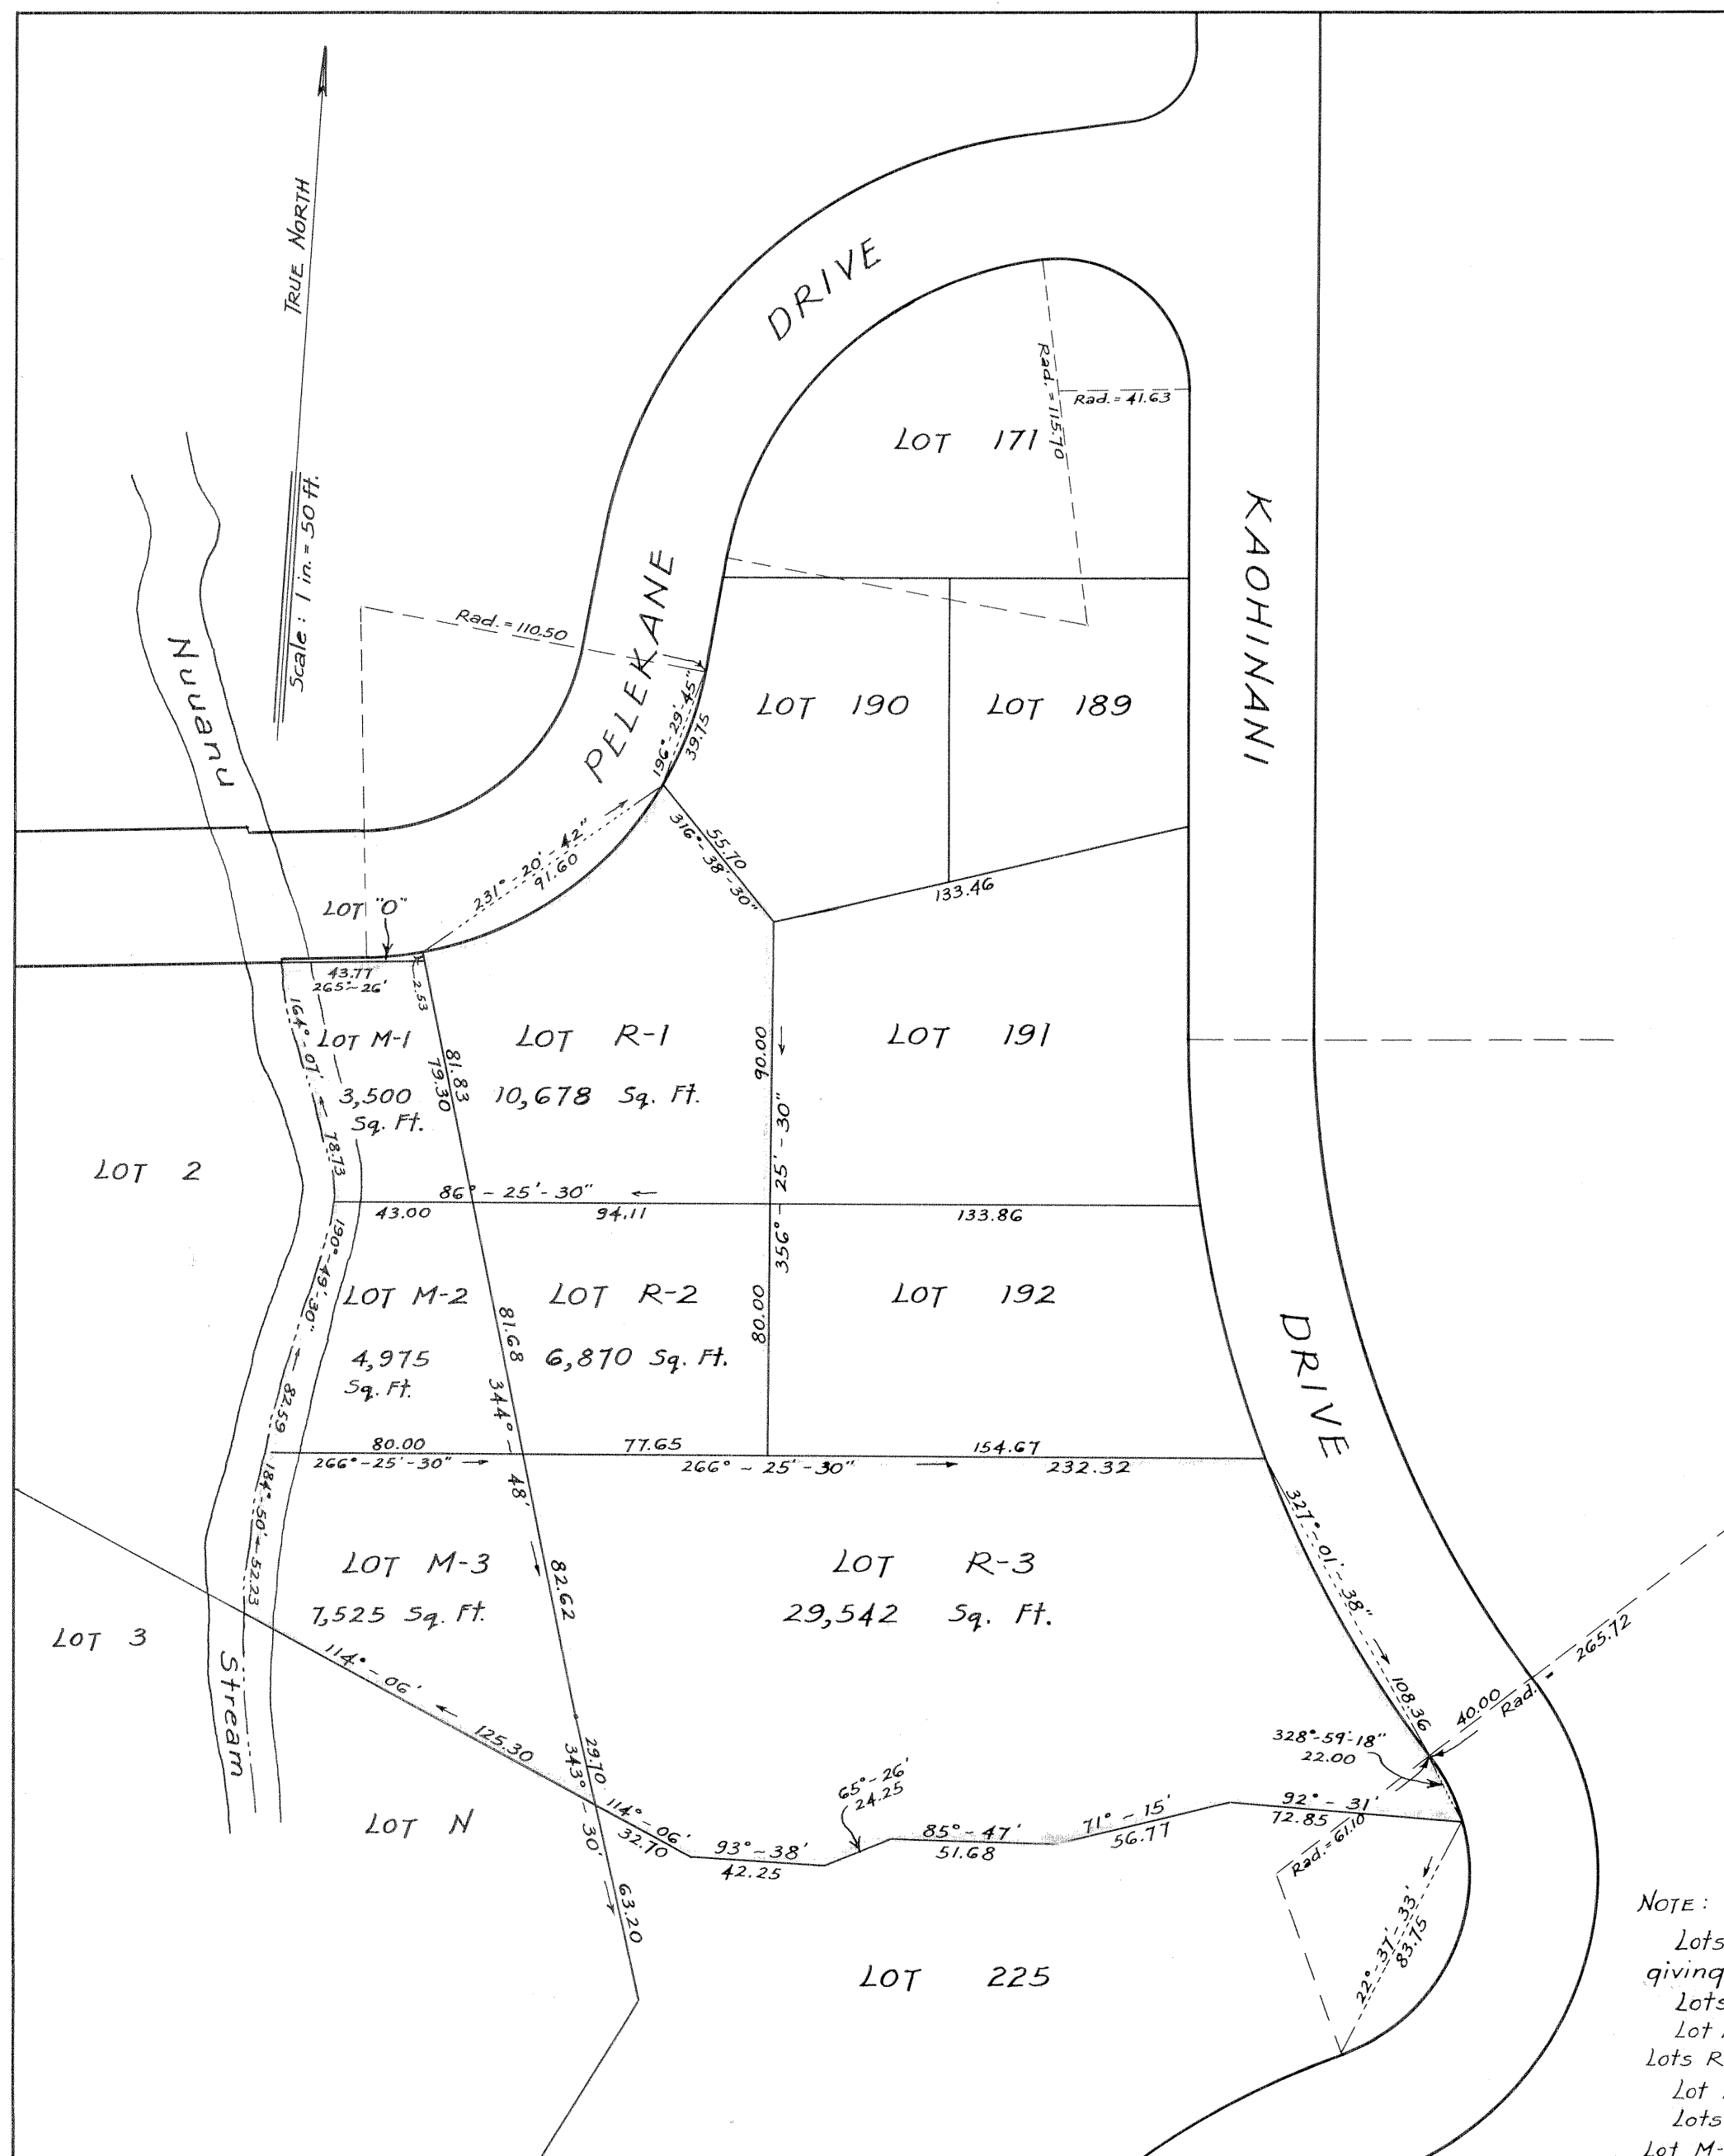 TRUE NORTH
Scale: 1 in. = 50 ft.
Nuuanu
DRIVE
PELEKANE
KAOHINANI
Rad. = 115.70
Rad. = 41.63
LOT 171
Rad. = 110.50
196°-29'-45"
39.75
LOT 190
LOT 189
231°-20'-42"
91.60
55.70
316°-38'-30"
133.46
LOT "O"
43.77
265°-26'
2.53
164°-07'
78.73
LOT M-1
3,500
Sq. Ft.
81.83
79.30
LOT R-1
10,678 Sq. Ft.
90.00
LOT 191
LOT 2
86°-25'-30"
43.00
94.11
356°-25'-30"
133.86
190°-49'-30"
82.59
LOT M-2
4,975
Sq. Ft.
81.68
344°-48'
LOT R-2
6,870 Sq. Ft.
80.00
LOT 192
DRIVE
80.00
266°-25'-30"
77.65
266°-25'-30"
154.67
232.32
184°-50'
52.23
LOT M-3
7,525 Sq. Ft.
82.62
LOT R-3
29,542 Sq. Ft.
327°-01'-38"
108.36
LOT 3
Stream
114°-06'
125.30
29.70
343°-30'
63.20
LOT N
114°-06'
32.70
93°-38'
42.25
65°-26'
24.25
85°-47'
51.68
71°-15'
56.77
92°-31'
72.85
328°-59'-18"
22.00
40.00
Rad. = 265.72
Rad. = 61.10
22°-37'-33'
83.75
LOT 225
NOTE:
Lots
giving
Lots
Lot
Lots R
Lot
Lots
Lot M-